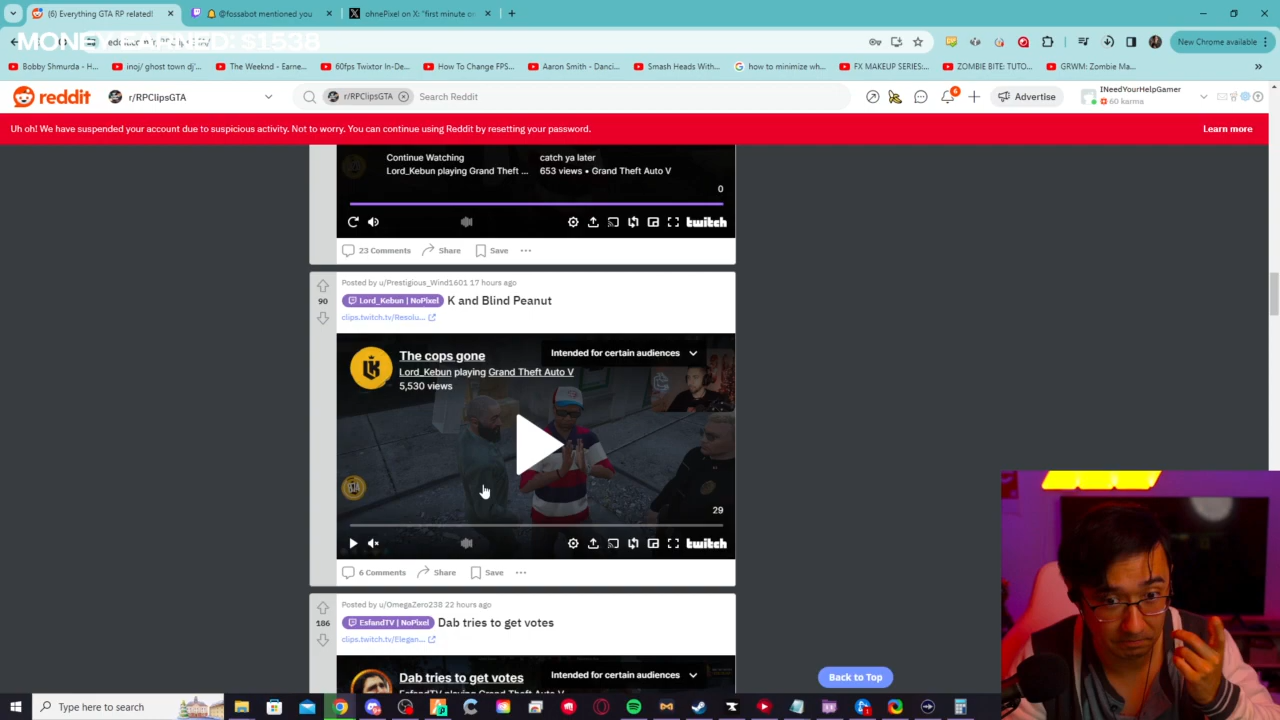 (6) Everything GTA RP related!
@fossabot mentioned you
ohnePixel on X: "first minute o
MONEY EARNED: $153B
New Chrome available
Bobby Shmurda - H...
inoj/ ghost town dj'...
The Weeknd - Earne...
60fps Twixtor In-De...
How To Change FPS...
Aaron Smith - Danci...
Smash Heads With...
how to minimize wh...
FX MAKEUP SERIES:...
ZOMBIE BITE: TUTO...
GRWM: Zombie Ma...
reddit
r/RPClipsGTA
r/RPClipsGTA
Search Reddit
6
Advertise
INeedYourHelpGamer
60 karma
Uh oh! We have suspended your account due to suspicious activity. Not to worry. You can continue using Reddit by resetting your password.
Learn more
Continue Watching
catch ya later
Lord_Kebun playing Grand Theft ...
653 views • Grand Theft Auto V
0
twitch
23 Comments
Share
Save
Posted by u/Prestigious_Wind1601 17 hours ago
90
Lord_Kebun | NoPixel
K and Blind Peanut
clips.twitch.tv/Resolu...
The cops gone
Intended for certain audiences
Lord_Kebun playing Grand Theft Auto V
5,530 views
29
twitch
6 Comments
Share
Save
Posted by u/OmegaZero238 22 hours ago
186
EsfandTV | NoPixel
Dab tries to get votes
clips.twitch.tv/Elegan...
Dab tries to get votes
Intended for certain audiences
EsfandTV playing Grand Theft Auto V
Back to Top
Type here to search